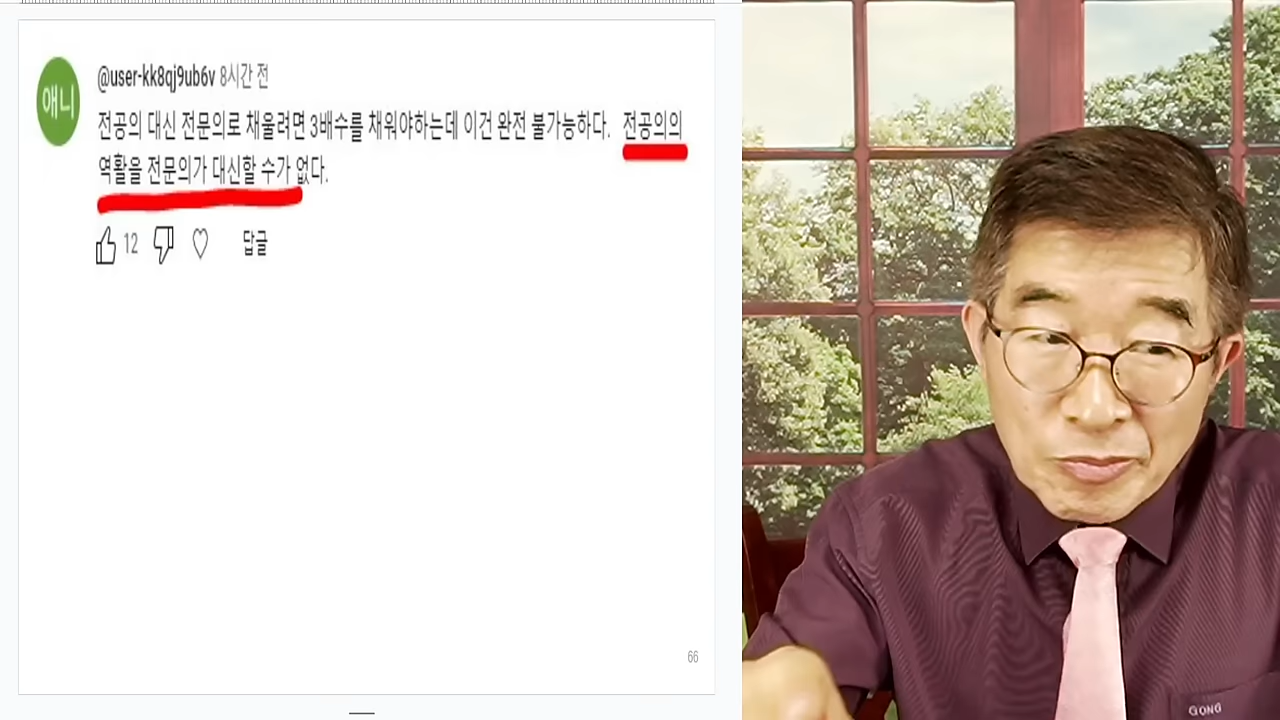 애니
@user-kk8qj9ub6v 8시간 전
전공의 대신 전문의로 채울려면 3배수를 채워야하는데 이건 완전 불가능하다. 전공의의
역활을 전문의가 대신할 수가 없다.
12 답글
66
GONG